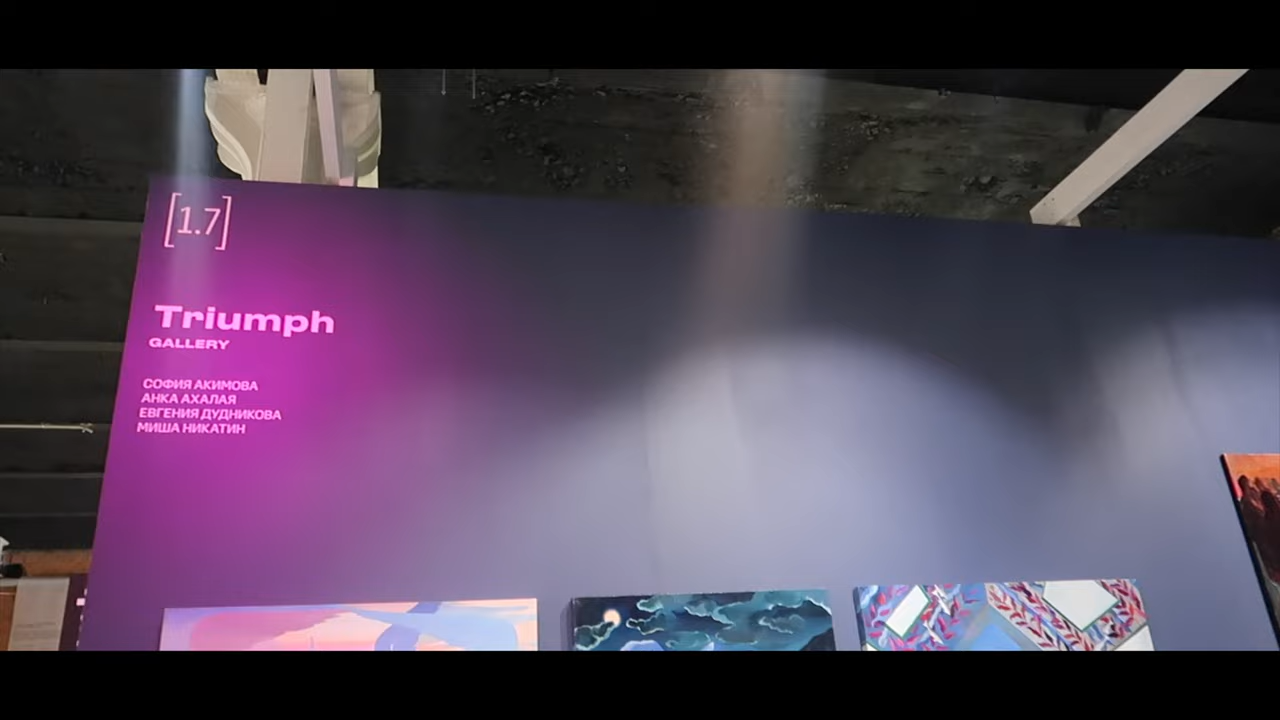 [1.7]
Triumph
GALLERY
СОФИЯ АКИМОВА
АНКА АХАЛАЯ
ЕВГЕНИЯ ДУДНИКОВА
МИША НИКАТИН